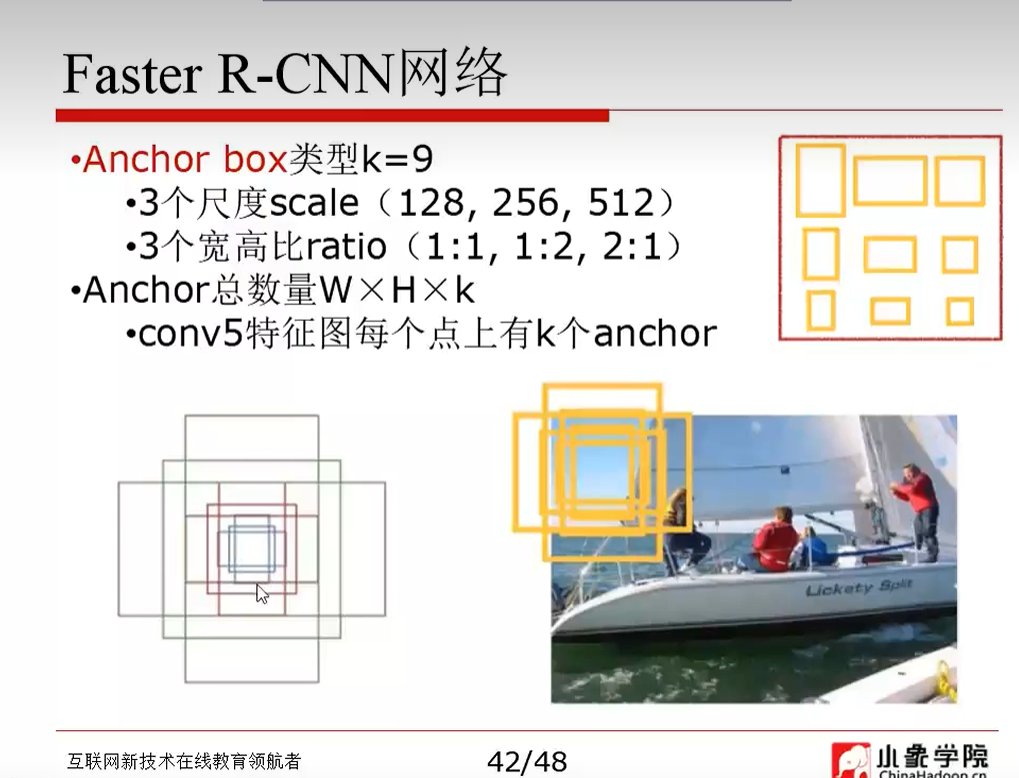 Faster R-CNN网络
•Anchor box类型k=9
•3个尺度scale（128, 256, 512）
•3个宽高比ratio（1:1, 1:2, 2:1）
•Anchor总数量W×H×k
•conv5特征图每个点上有k个anchor
Lickety Split
互联网新技术在线教育领航者
42/48
小象学院
ChinaHadoop.cn